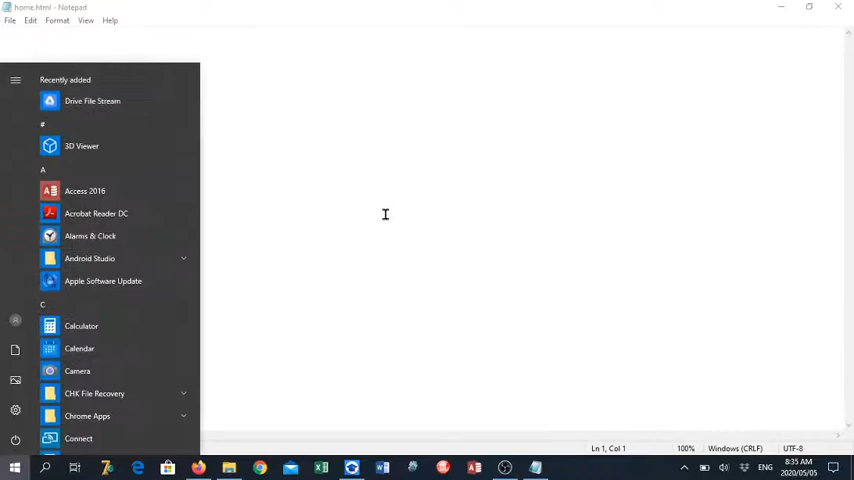 home.html - Notepad
File Edit Format View Help
Recently added
Drive File Stream
#
3D Viewer
A
Access 2016
Acrobat Reader DC
Alarms & Clock
Android Studio
Apple Software Update
C
Calculator
Calendar
Camera
CHK File Recovery
Chrome Apps
Connect
Ln 1, Col 1 100% Windows (CRLF) UTF-8
ENG 8:35 AM
2020/05/05